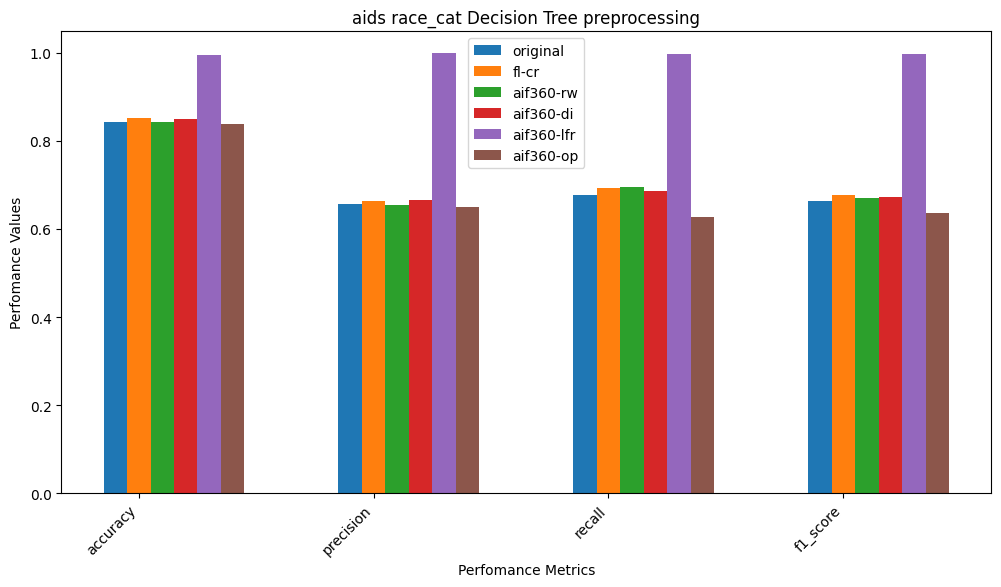 aids race_cat Decision Tree preprocessing
original
fl-cr
aif360-rw
aif360-di
aif360-lfr
aif360-op
Perfomance Values
1.0
0.8
0.6
0.4
0.2
0.0
accuracy
precision
recall
f1_score
Perfomance Metrics